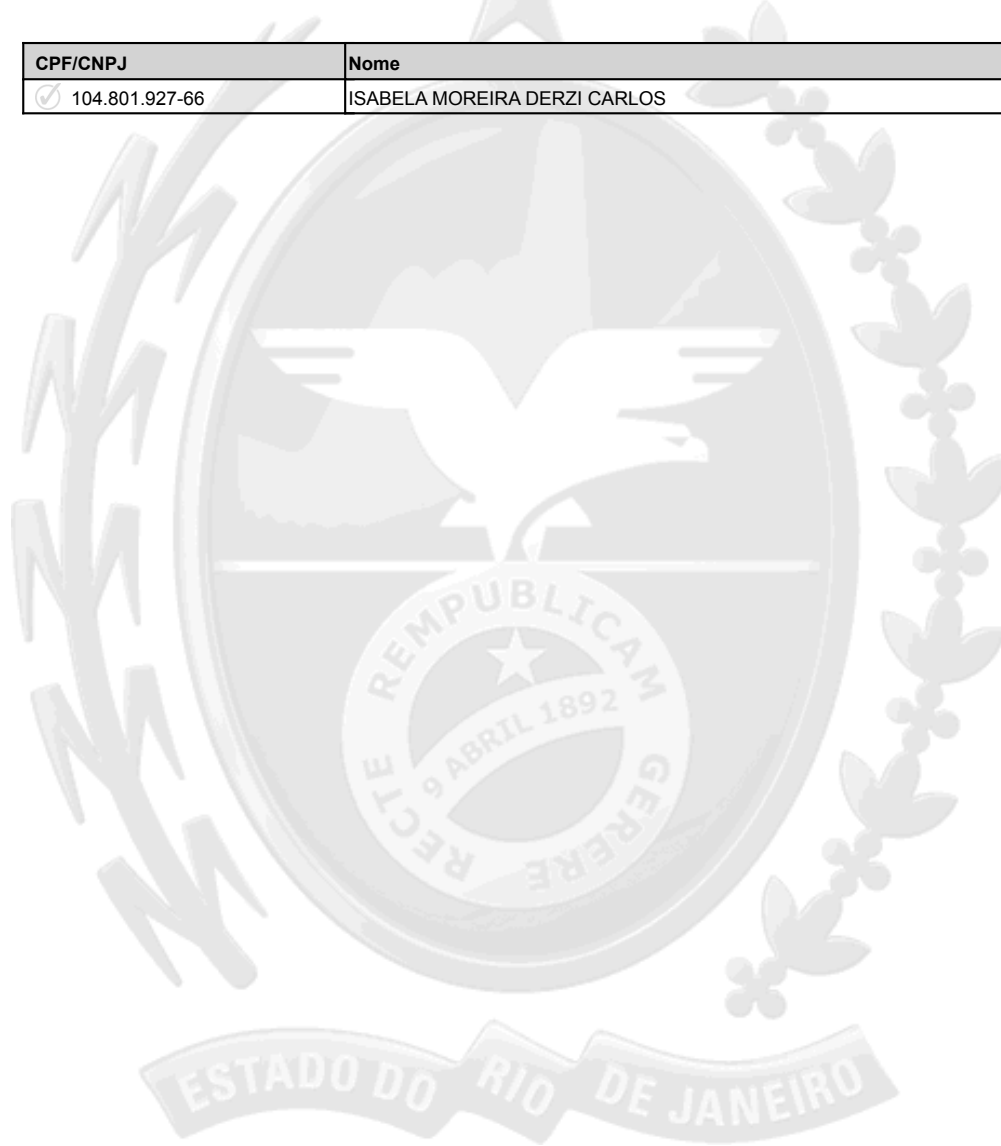 CPF/CNPJ Nome
104.801.927-66 ISABELA MOREIRA DERZI CARLOS
RECTE REMPUBLICAM GERERE
9 ABRIL 1892
ESTADO DO RIO DE JANEIRO